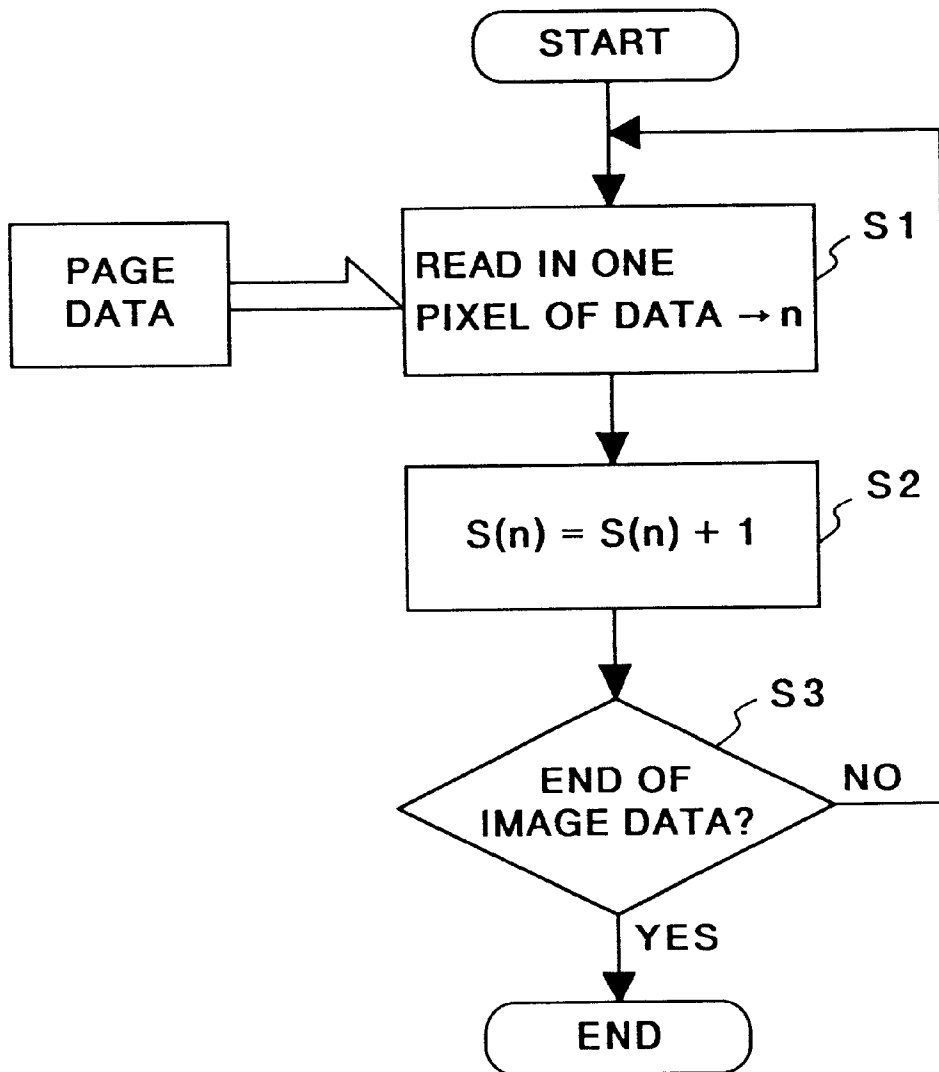 START
PAGE
DATA
READ IN ONE
PIXEL OF DATA → n
S1
S(n) = S(n) + 1
S2
S3
END OF
IMAGE DATA?
NO
YES
END